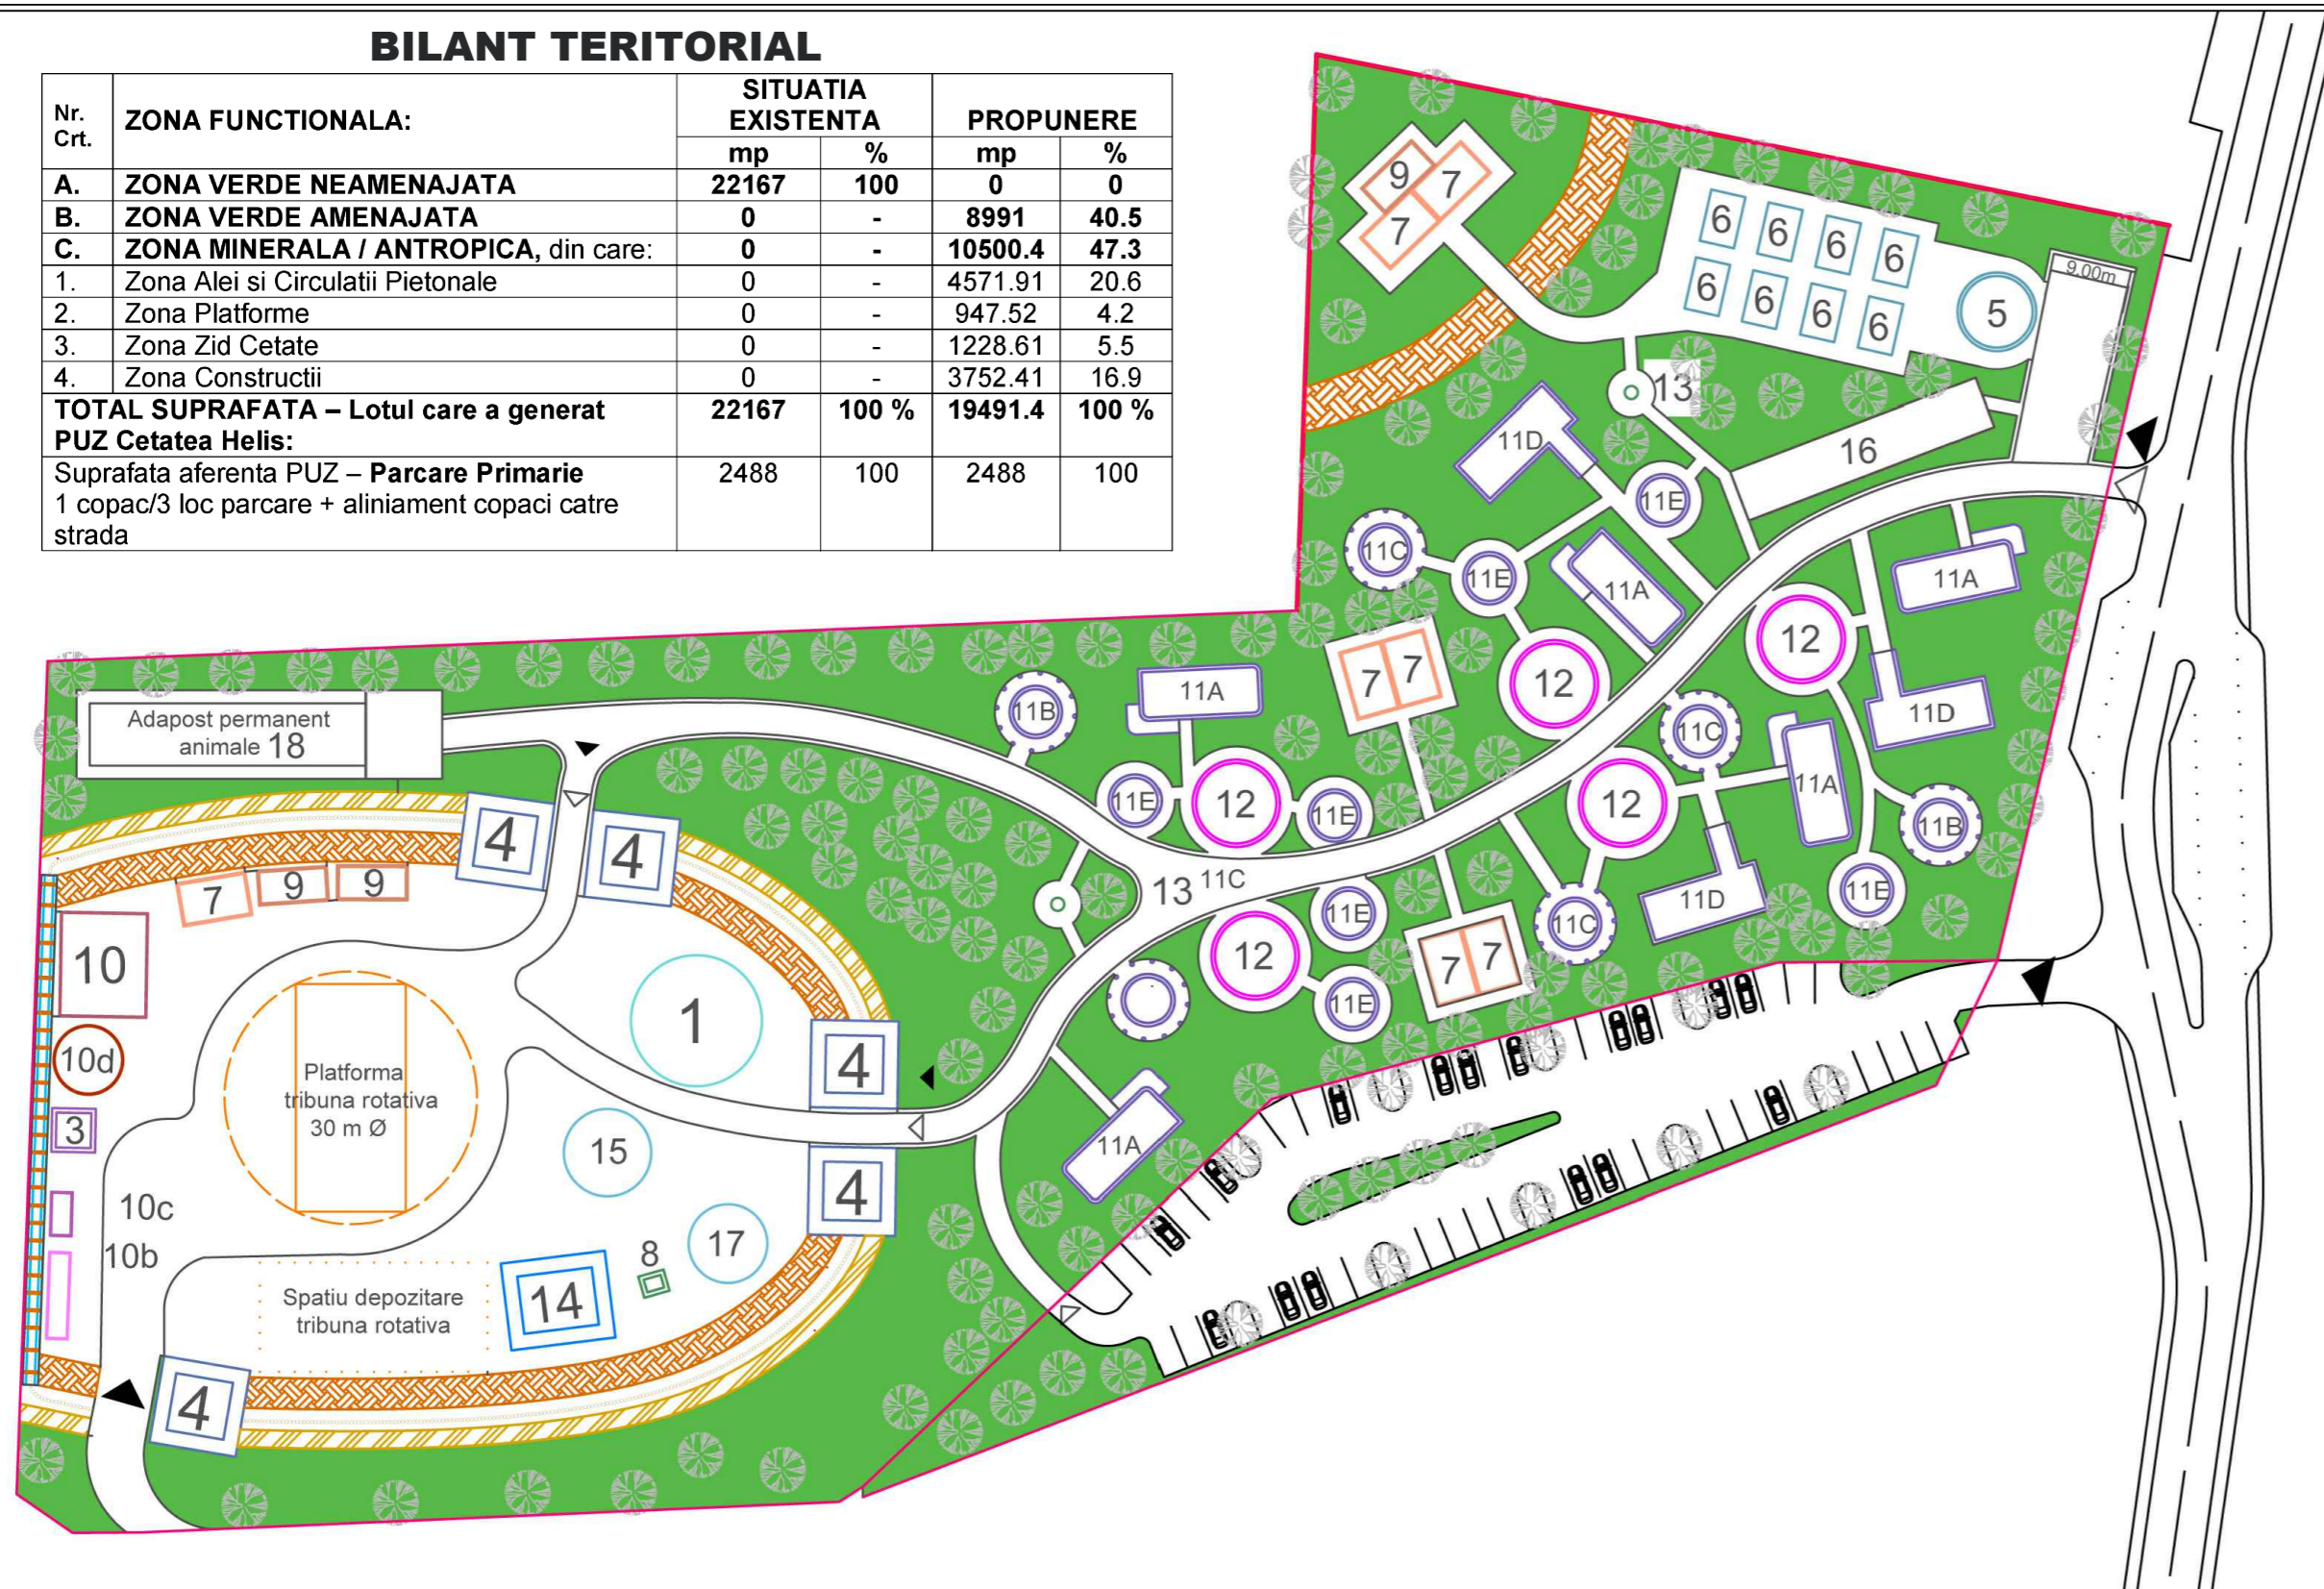 BILANT TERITORIAL
Nr. Crt. ZONA FUNCTIONALA: SITUATIA EXISTENTA PROPUNERE
mp % mp %
A. ZONA VERDE NEAMENAJATA 22167 100 0 0
B. ZONA VERDE AMENAJATA 0 - 8991 40.5
C. ZONA MINERALA / ANTROPICA, din care: 0 - 10500.4 47.3
1. Zona Alei si Circulatii Pietonale 0 - 4571.91 20.6
2. Zona Platforme 0 - 947.52 4.2
3. Zona Zid Cetate 0 - 1228.61 5.5
4. Zona Constructii 0 - 3752.41 16.9
TOTAL SUPRAFATA – Lotul care a generat 22167 100 % 19491.4 100 %
PUZ Cetatea Helis:
Suprafata aferenta PUZ – Parcare Primarie 2488 100 2488 100
1 copac/3 loc parcare + aliniament copaci catre
strada
9 7
7
6 6 6 6
6 6 6 6
9.00m
5
13
16
11D
11E
11C
11E
11A
11A
12
12
7 7
11D
11C
11A
12
11B
11E
11D
11C
11B
11A
11E
12
11E
13 11C
11E
12
11E
7 7
11A
Adapost permanent
animale 18
4
4
7
9
9
10
10d
3
10c
10b
Platforma
tribuna rotativa
30 m Ø
1
4
15
4
17
8
14
Spatiu depozitare
tribuna rotativa
4